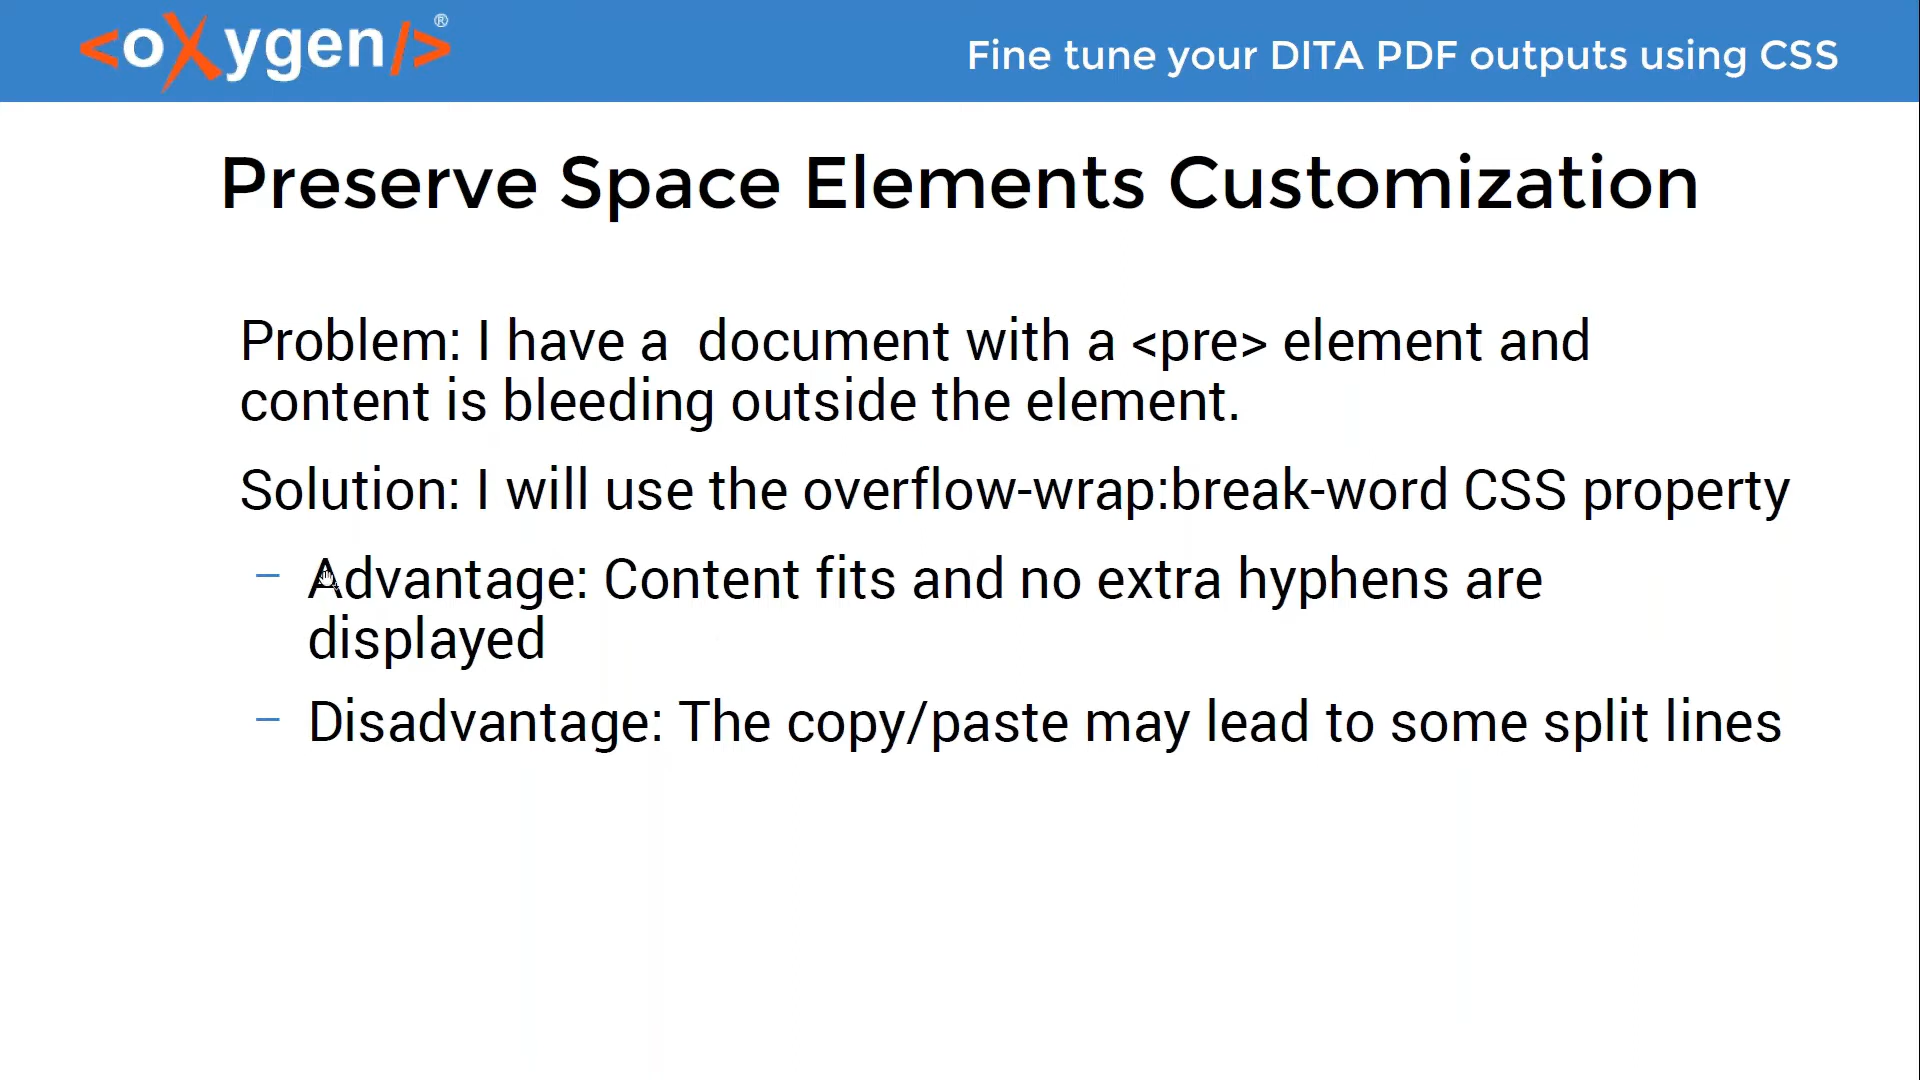 <oXygen/>®
Fine tune your DITA PDF outputs using CSS
Preserve Space Elements Customization
Problem: I have a  document with a <pre> element and
content is bleeding outside the element.
Solution: I will use the overflow-wrap:break-word CSS property
– Advantage: Content fits and no extra hyphens are
displayed
– Disadvantage: The copy/paste may lead to some split lines